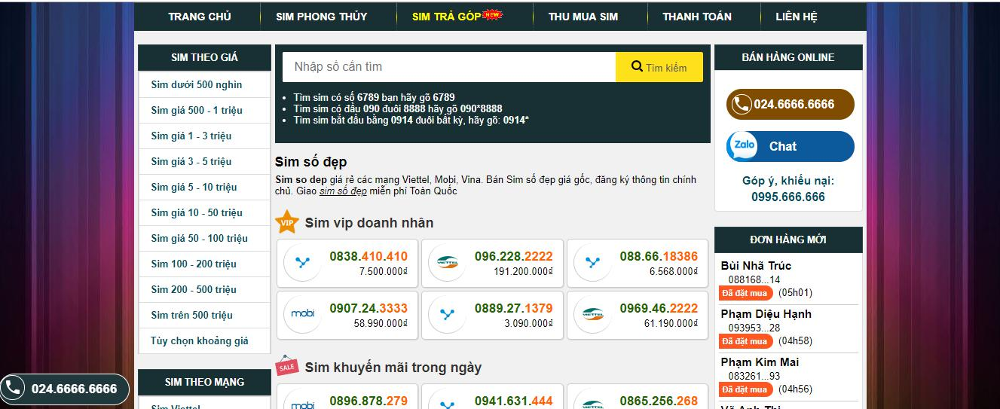 TRANG CHỦ
SIM PHONG THỦY
SIM TRẢ GÓP NEW
THU MUA SIM
THANH TOÁN
LIÊN HỆ
SIM THEO GIÁ
Sim dưới 500 nghìn
Sim giá 500 - 1 triệu
Sim giá 1 - 3 triệu
Sim giá 3 - 5 triệu
Sim giá 5 - 10 triệu
Sim giá 10 - 50 triệu
Sim giá 50 - 100 triệu
Sim 100 - 200 triệu
Sim 200 - 500 triệu
Sim trên 500 triệu
Tùy chọn khoảng giá
SIM THEO MẠNG
Sim Viettel
024.6666.6666
Nhập số cần tìm
Tìm kiếm
Tìm sim có số 6789 bạn hãy gõ 6789
Tìm sim có đầu 090 đuôi 8888 hãy gõ 090*8888
Tìm sim bắt đầu bằng 0914 đuôi bất kỳ, hãy gõ: 0914*
Sim số đẹp
Sim so dep giá rẻ các mạng Viettel, Mobi, Vina. Bán Sim số đẹp giá gốc, đăng ký thông tin chính
chủ. Giao sim số đẹp miễn phí Toàn Quốc
VIP Sim vip doanh nhân
0838.410.410
7.500.000₫
VIETTEL
096.228.2222
191.200.000₫
088.66.18386
6.568.000₫
mobi
0907.24.3333
58.990.000₫
0889.27.1379
3.090.000₫
VIETTEL
0969.46.2222
61.190.000₫
SALE Sim khuyến mãi trong ngày
mobi
0896.878.279
0941.631.444
VIETTEL
0865.256.268
BÁN HÀNG ONLINE
024.6666.6666
Zalo Chat
Góp ý, khiếu nại:
0995.666.666
ĐƠN HÀNG MỚI
Bùi Nhã Trúc
088168...14
Đã đặt mua (05h01)
Phạm Diệu Hạnh
093953...28
Đã đặt mua (04h58)
Phạm Kim Mai
083261...93
Đã đặt mua (04h56)